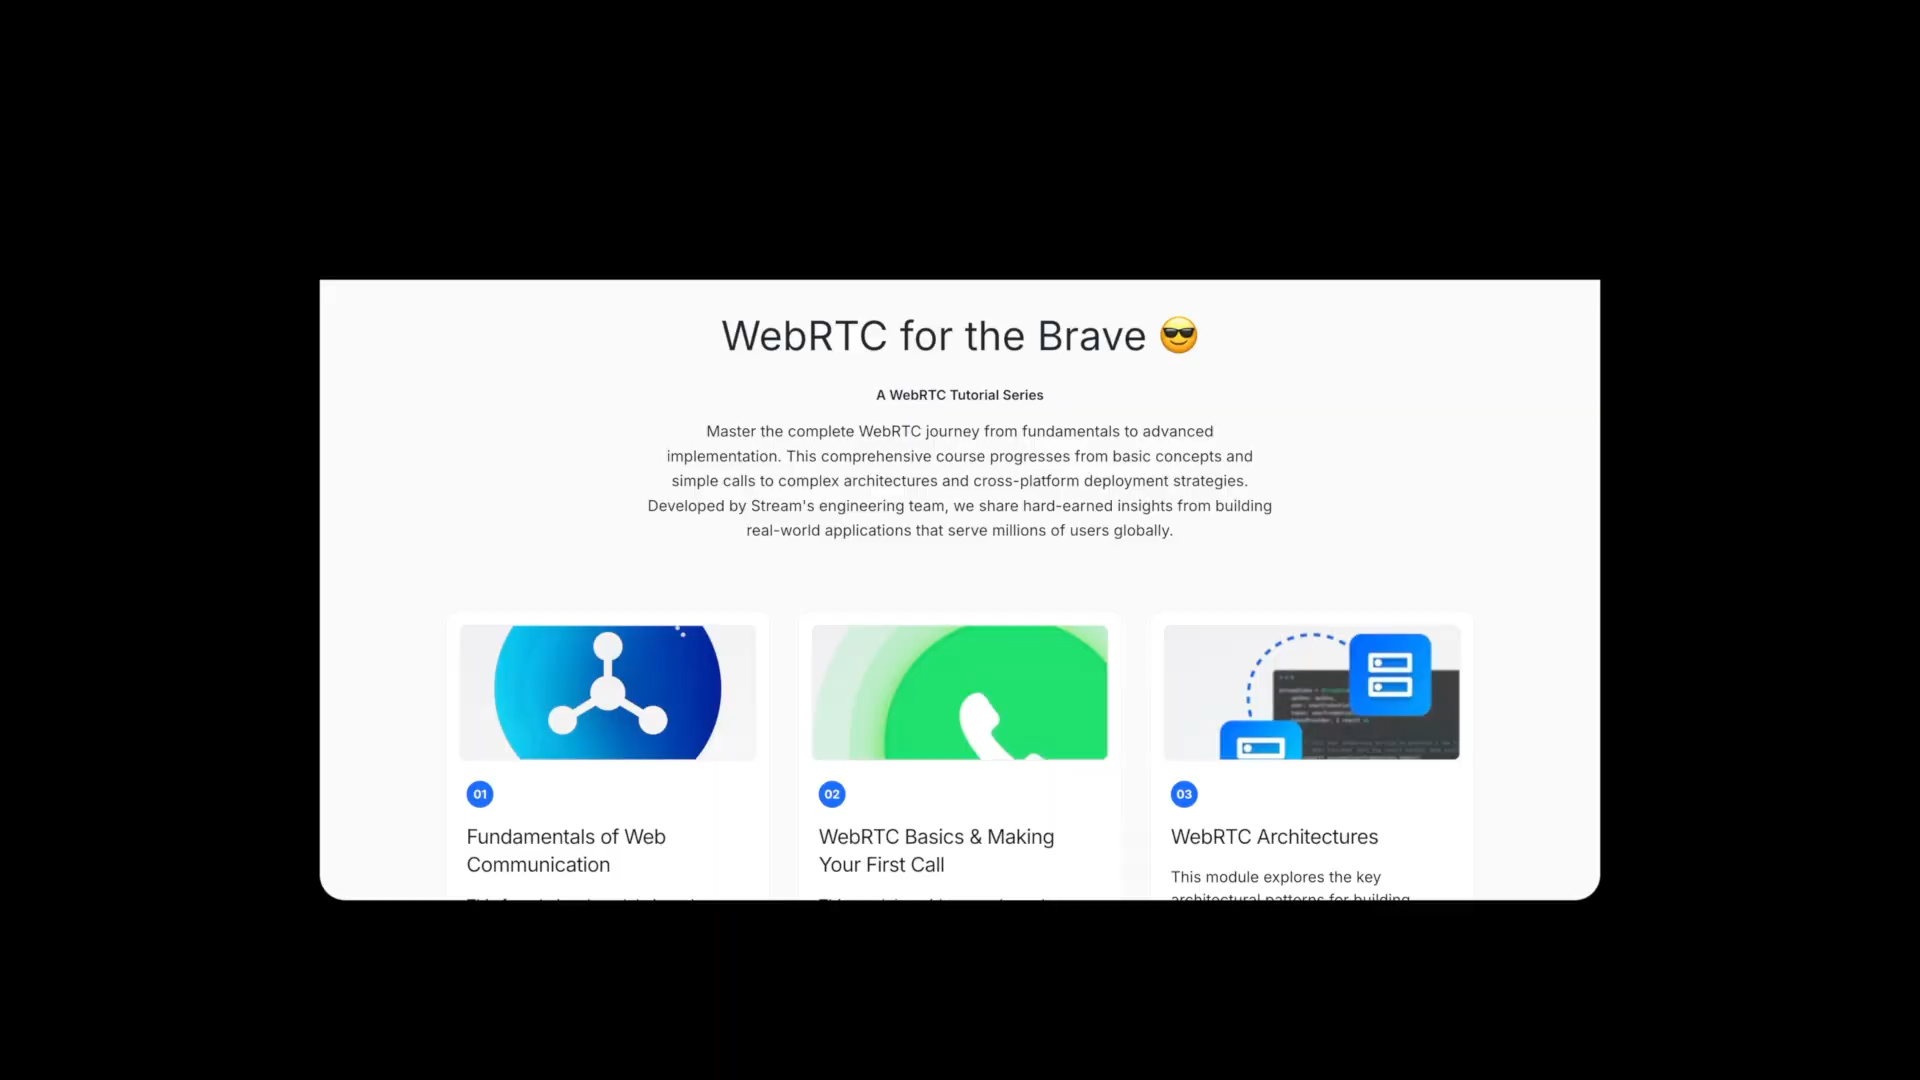 WebRTC for the Brave 😎
A WebRTC Tutorial Series
Master the complete WebRTC journey from fundamentals to advanced
implementation. This comprehensive course progresses from basic concepts and
simple calls to complex architectures and cross-platform deployment strategies.
Developed by Stream's engineering team, we share hard-earned insights from building
real-world applications that serve millions of users globally.
01
Fundamentals of Web
Communication
02
WebRTC Basics & Making
Your First Call
03
WebRTC Architectures
This module explores the key
architectural patterns for building